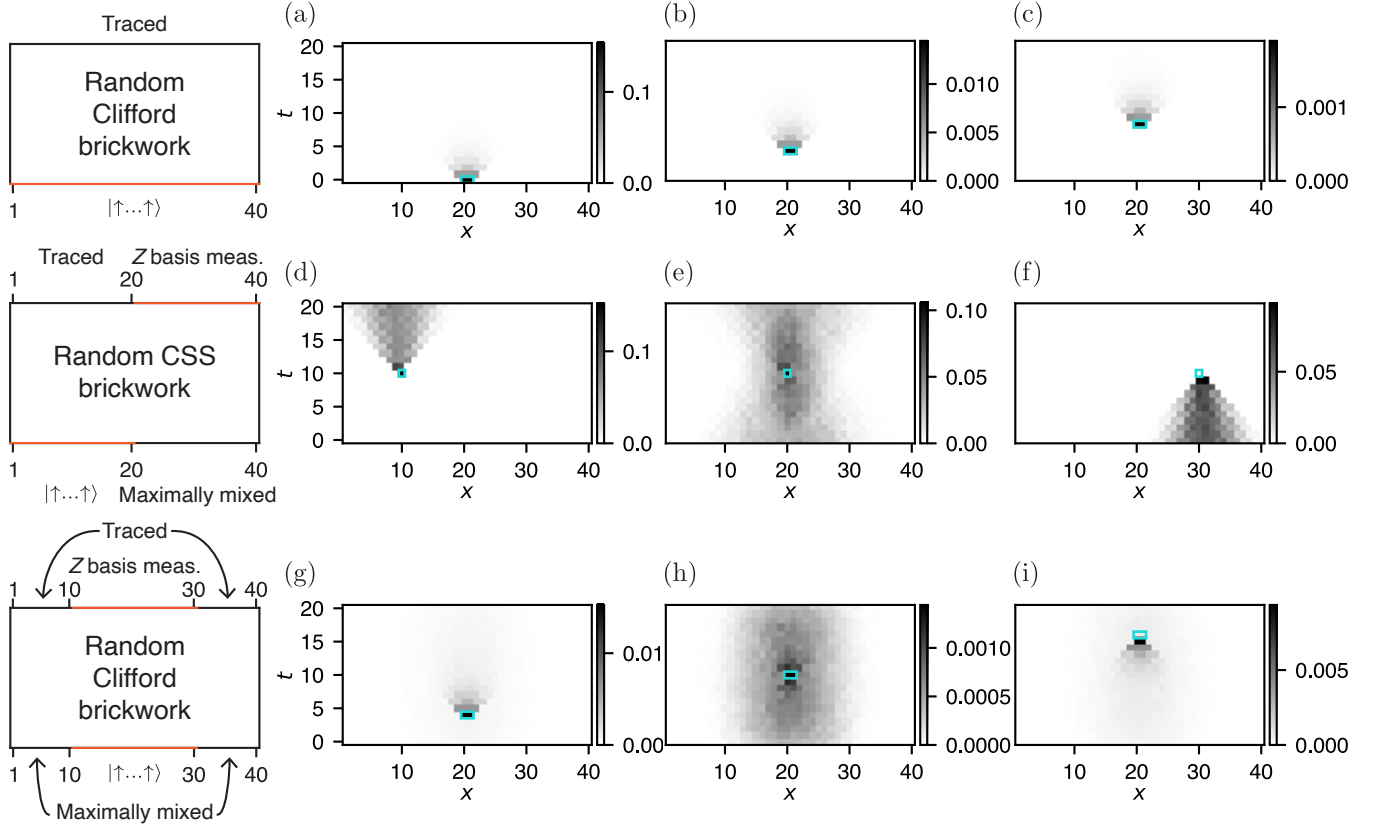 Traced
Random
Clifford
brickwork
1
|↑...↑⟩
40
(a)
t
20
15
10
5
0
10 20 30 40
x
0.1
0.0
(b)
10 20 30 40
x
0.010
0.005
0.000
(c)
10 20 30 40
x
0.001
0.000
Traced Z basis meas.
1 20 40
Random CSS
brickwork
1 20 40
|↑...↑⟩ Maximally mixed
(d)
t
20
15
10
5
0
10 20 30 40
x
0.1
0.0
(e)
10 20 30 40
x
0.10
0.05
0.00
(f)
10 20 30 40
x
0.05
0.00
Traced
Z basis meas.
1 10 30 40
Random
Clifford
brickwork
1 10 |↑...↑⟩ 30 40
Maximally mixed
(g)
t
20
15
10
5
0
10 20 30 40
x
0.01
0.00
(h)
10 20 30 40
x
0.0010
0.0005
0.0000
(i)
10 20 30 40
x
0.005
0.000